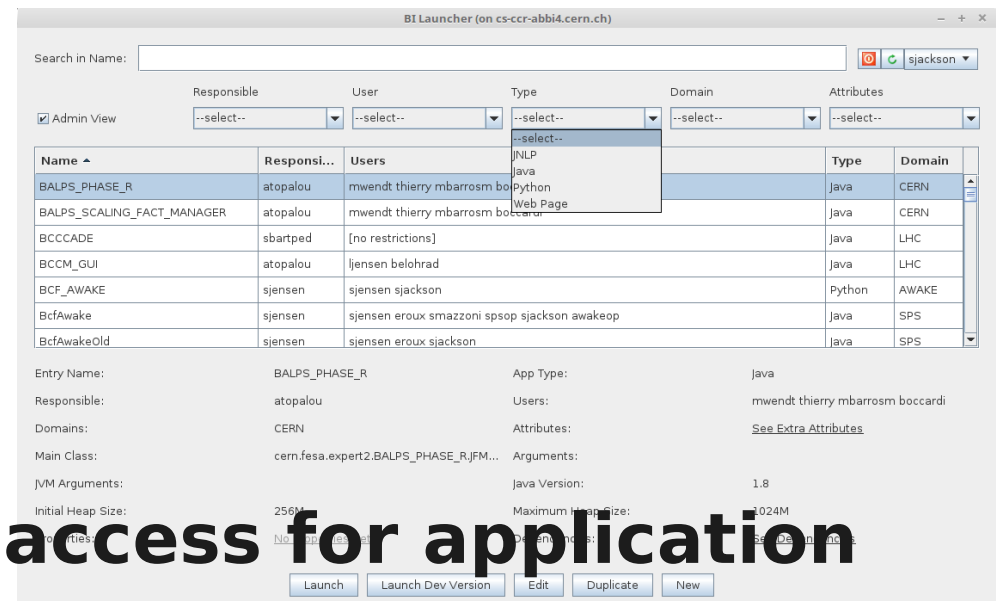 BI Launcher (on cs-ccr-abbi4.cern.ch)
Search in Name: sjackson
Responsible User Type Domain Attributes
Admin View --select-- --select-- --select-- --select-- --select--
--select--
JNLP
Java
Python
Web Page
Name Responsi... Users Type Domain
BALPS_PHASE_R atopalou mwendt thierry mbarrosm Java CERN
BALPS_SCALING_FACT_MANAGER atopalou mwendt thierry mbarrosm boccardi Java CERN
BCCCADE sbartped [no restrictions] Java LHC
BCCM_GUI atopalou ljensen belohrad Java LHC
BCF_AWAKE sjensen sjensen sjackson Python AWAKE
BcfAwake sjensen sjensen eroux smazzoni spsop sjackson awakeop Java SPS
BcfAwakeOld sjensen sjensen eroux sjackson Java SPS
Entry Name: BALPS_PHASE_R App Type: Java
Responsible: atopalou Users: mwendt thierry mbarrosm boccardi
Domains: CERN Attributes: See Extra Attributes
Main Class: cern.fesa.expert2.BALPS_PHASE_R.JFM... Arguments:
JVM Arguments: Java Version: 1.8
Initial Heap Size: 256M Maximum Heap Size: 1024M
access for application
Launch Launch Dev Version Edit Duplicate New